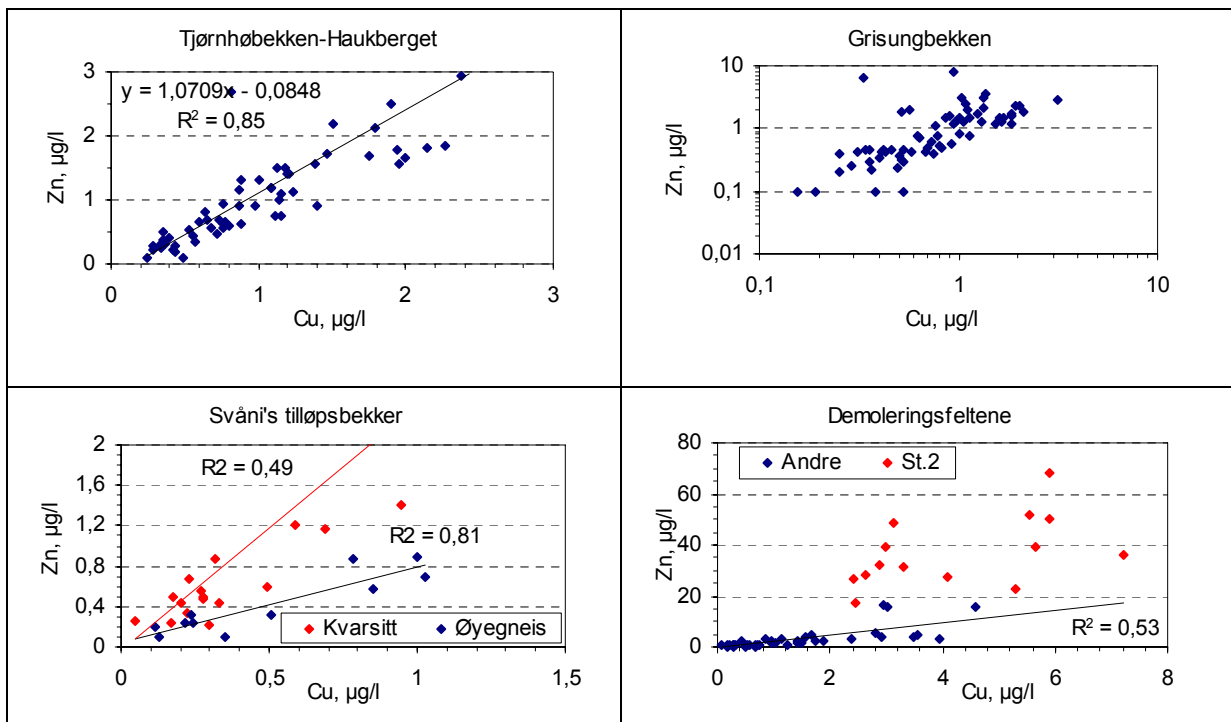 Tjørnhøbekken-Haukberget
3
y = 1,0709x - 0,0848
R² = 0,85
2
Zn, µg/l
1
0
0 1 2 3
Cu, µg/l
Grisungbekken
10
1
Zn, µg/l
0,1
0,01
0,1 1 10
Cu, µg/l
Svåni's tilløpsbekker
2
R2 = 0,49
1,6
1,2
Zn, µg/l
R2 = 0,81
0,8
0,4
Kvarsitt Øyegneis
0
0 0,5 1 1,5
Cu, µg/l
Demoleringsfeltene
80
Andre St.2
60
Zn, µg/l
40
20
R² = 0,53
0
0 2 4 6 8
Cu, µg/l